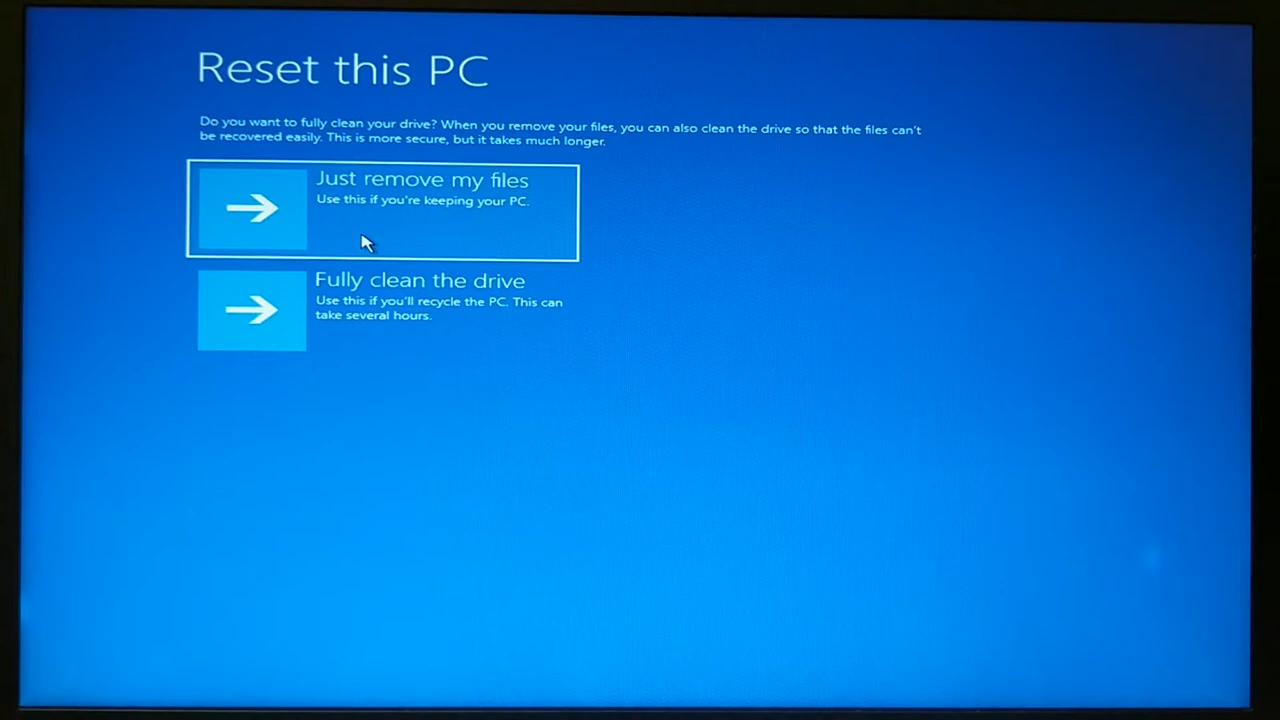 Reset this PC
Do you want to fully clean your drive? When you remove your files, you can also clean the drive so that the files can't
be recovered easily. This is more secure, but it takes much longer.
Just remove my files
Use this if you're keeping your PC.
Fully clean the drive
Use this if you'll recycle the PC. This can
take several hours.